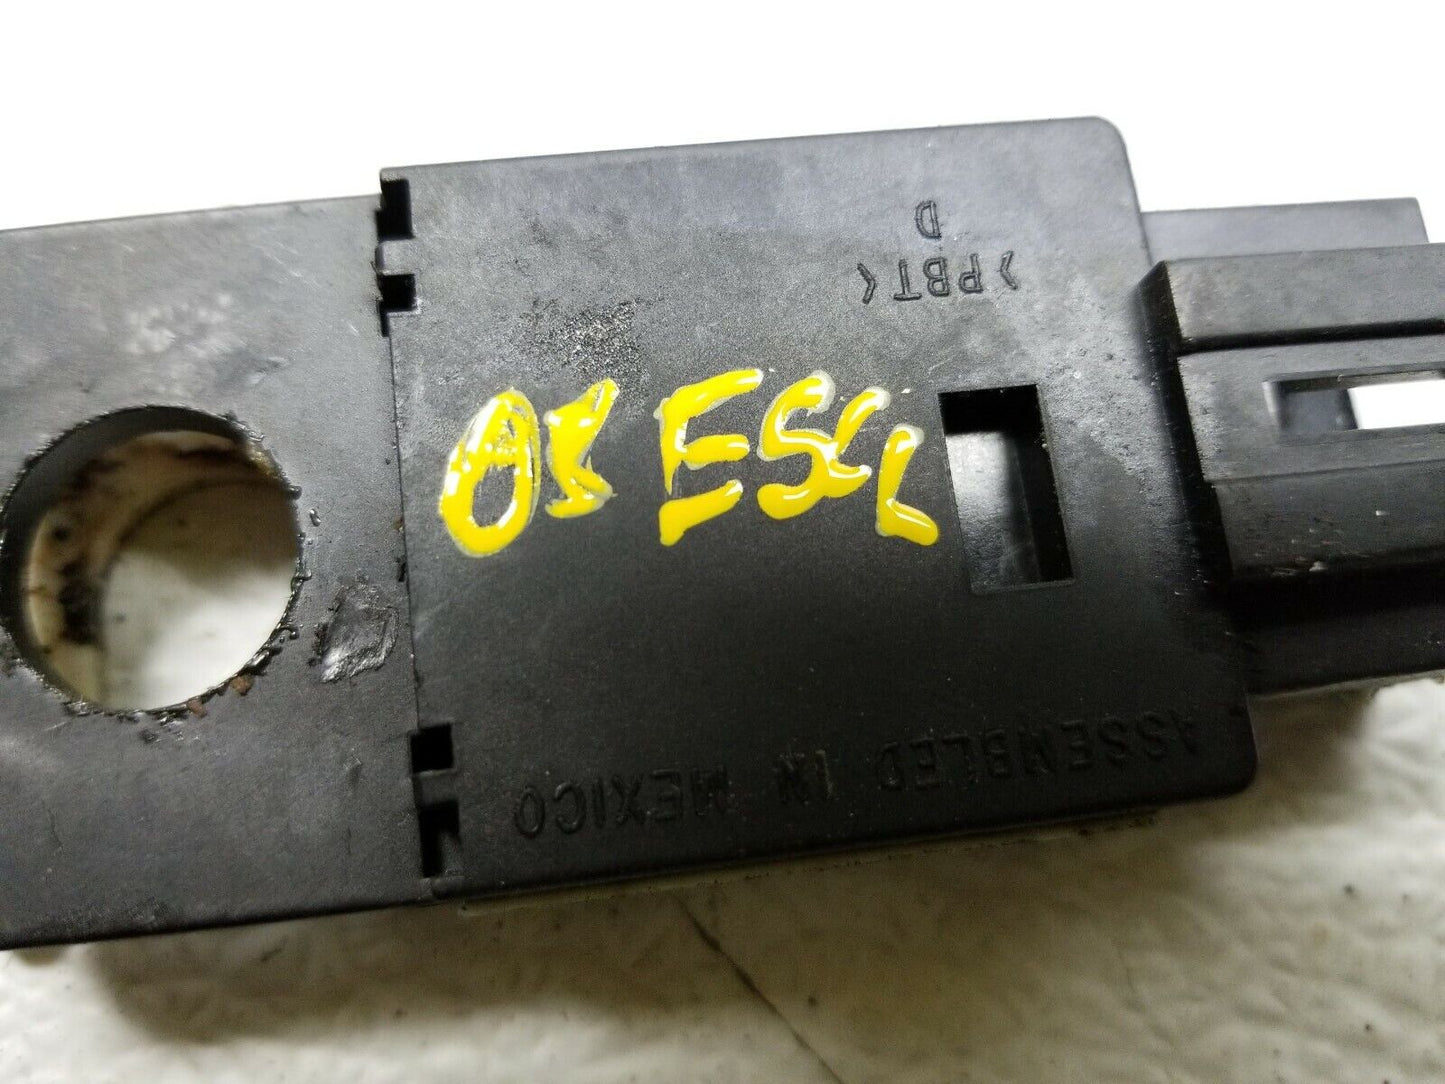 D
>PBT<
08 ESCL
ASSEMBLED IN MEXICO